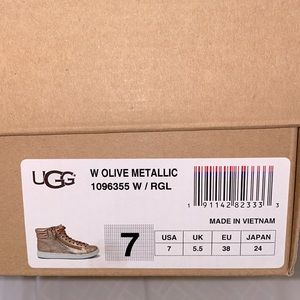 UGG
W OLIVE METALLIC
1096355 W / RGL
1 91142 82333 3
MADE IN VIETNAM
7
USA UK EU JAPAN
7 5.5 38 24